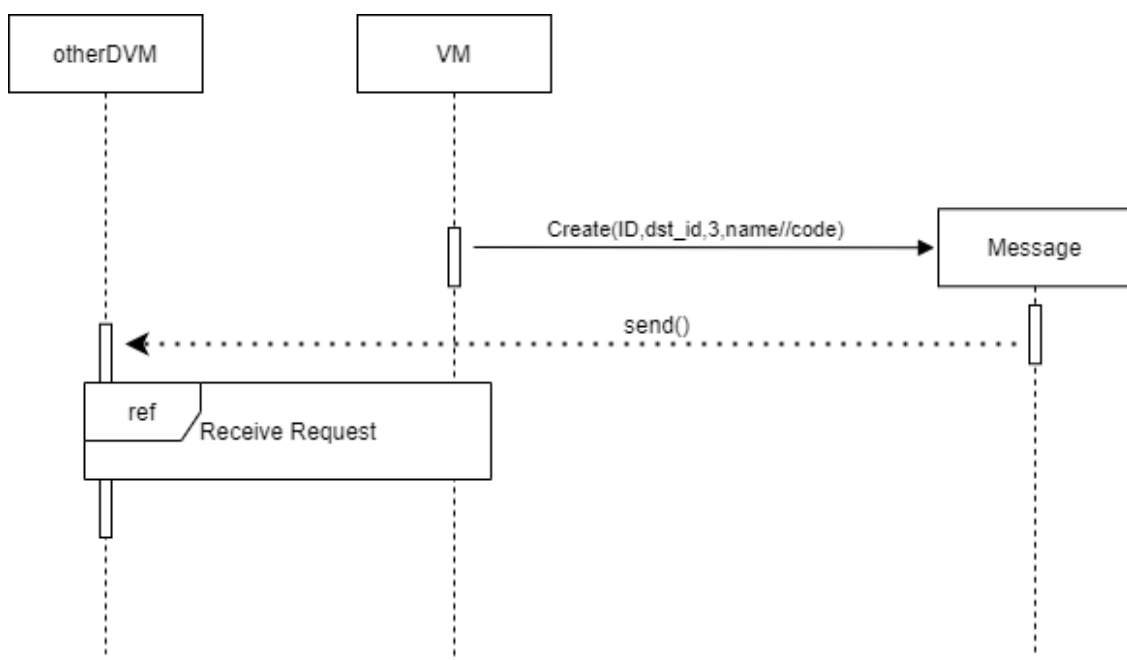 otherDVM
VM
Create(ID,dst_id,3,name//code)
Message
send()
ref
Receive Request